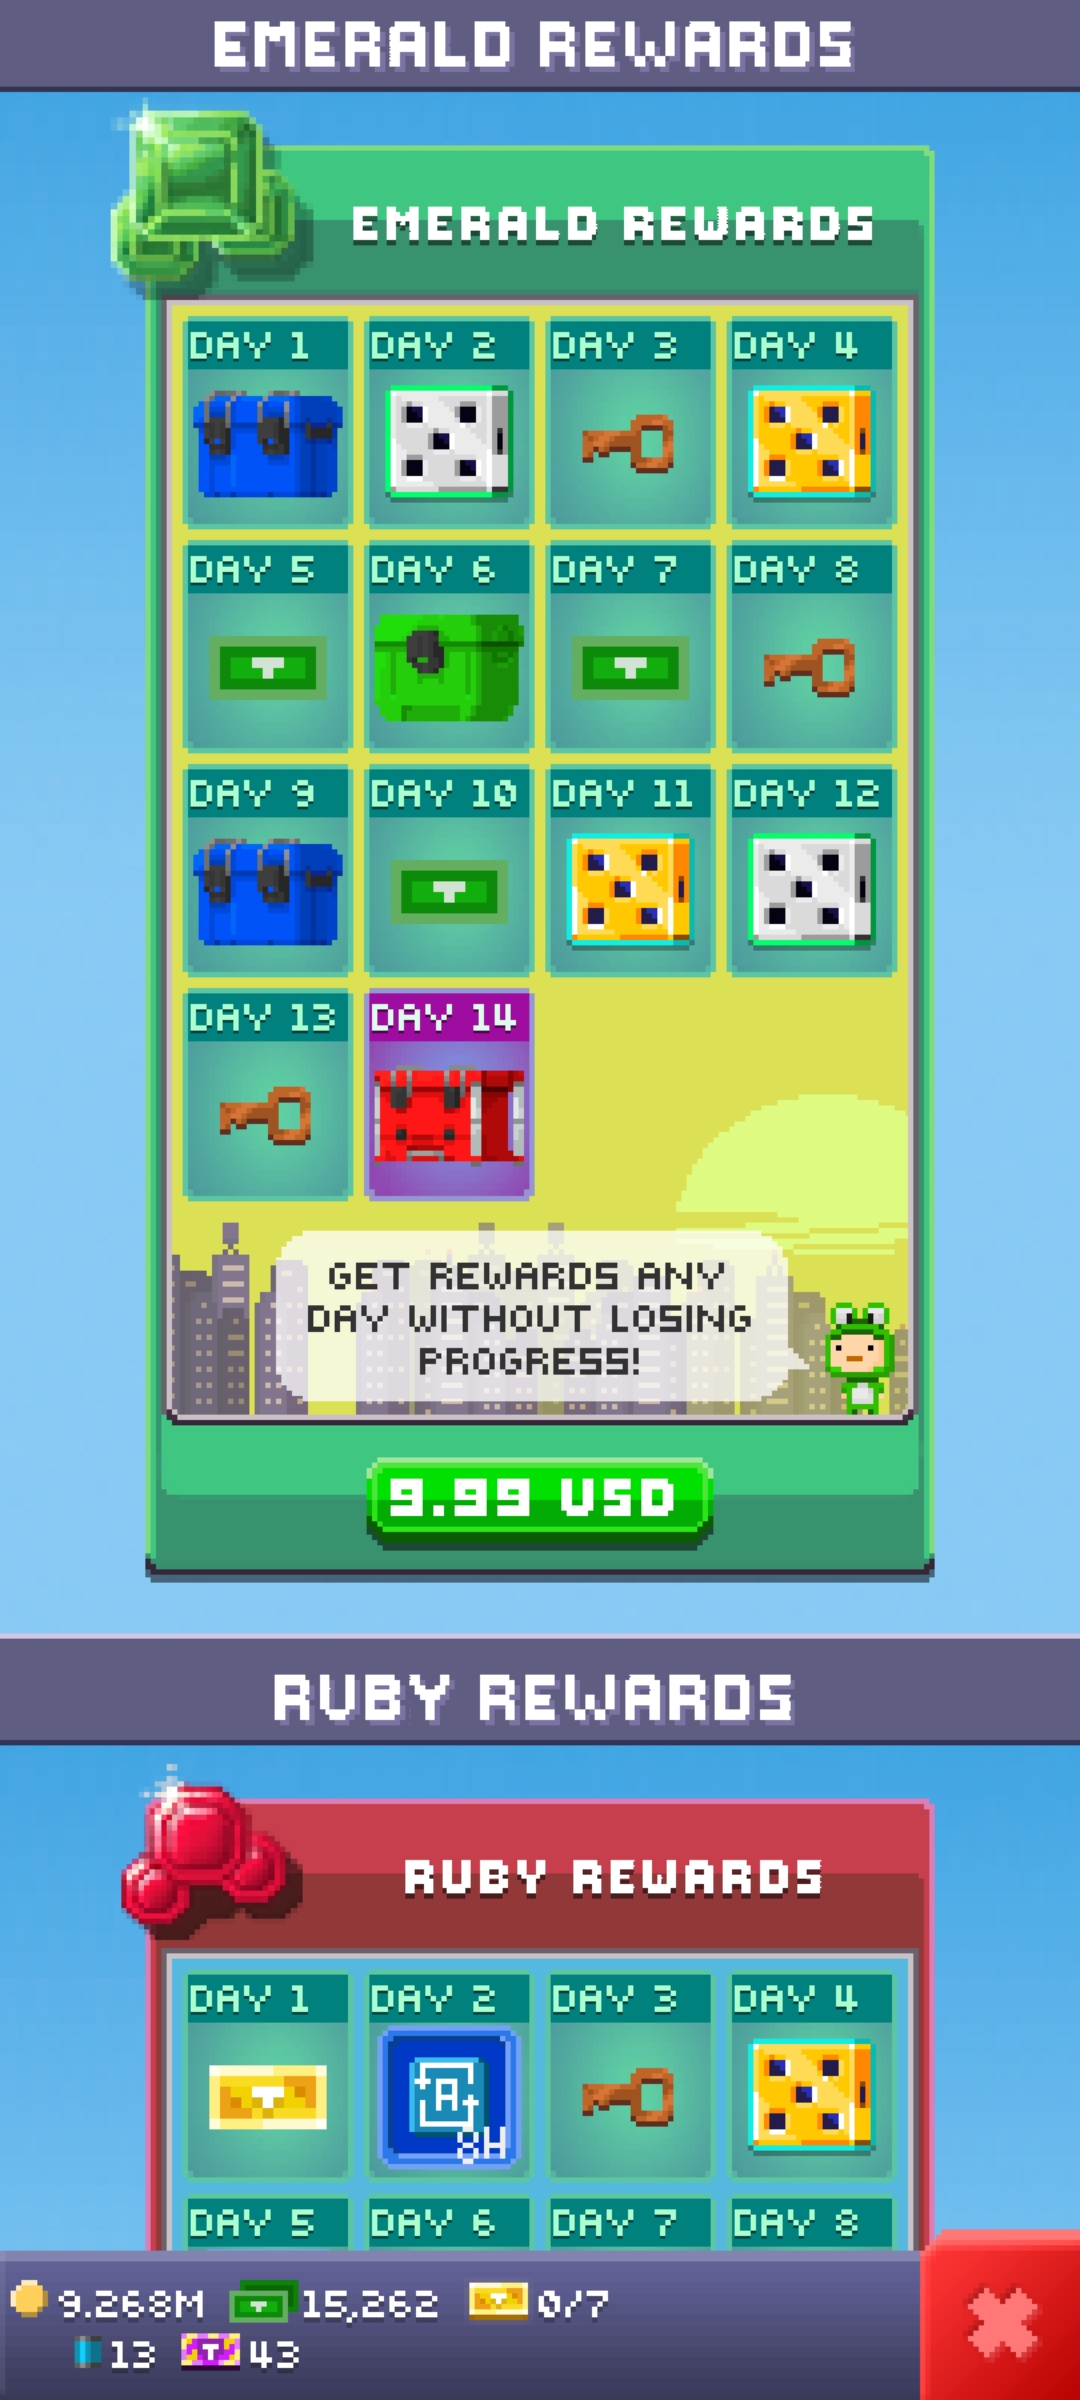 EMERALD REWARDS
EMERALD REWARDS
DAY 1 DAY 2 DAY 3 DAY 4
DAY 5 DAY 6 DAY 7 DAY 8
DAY 9 DAY 10 DAY 11 DAY 12
DAY 13 DAY 14
GET REWARDS ANY
DAY WITHOUT LOSING
PROGRESS!
9.99 USD
RUBY REWARDS
RUBY REWARDS
DAY 1 DAY 2 DAY 3 DAY 4
A
8H
DAY 5 DAY 6 DAY 7 DAY 8
9.268M 15,262 0/7
13 43